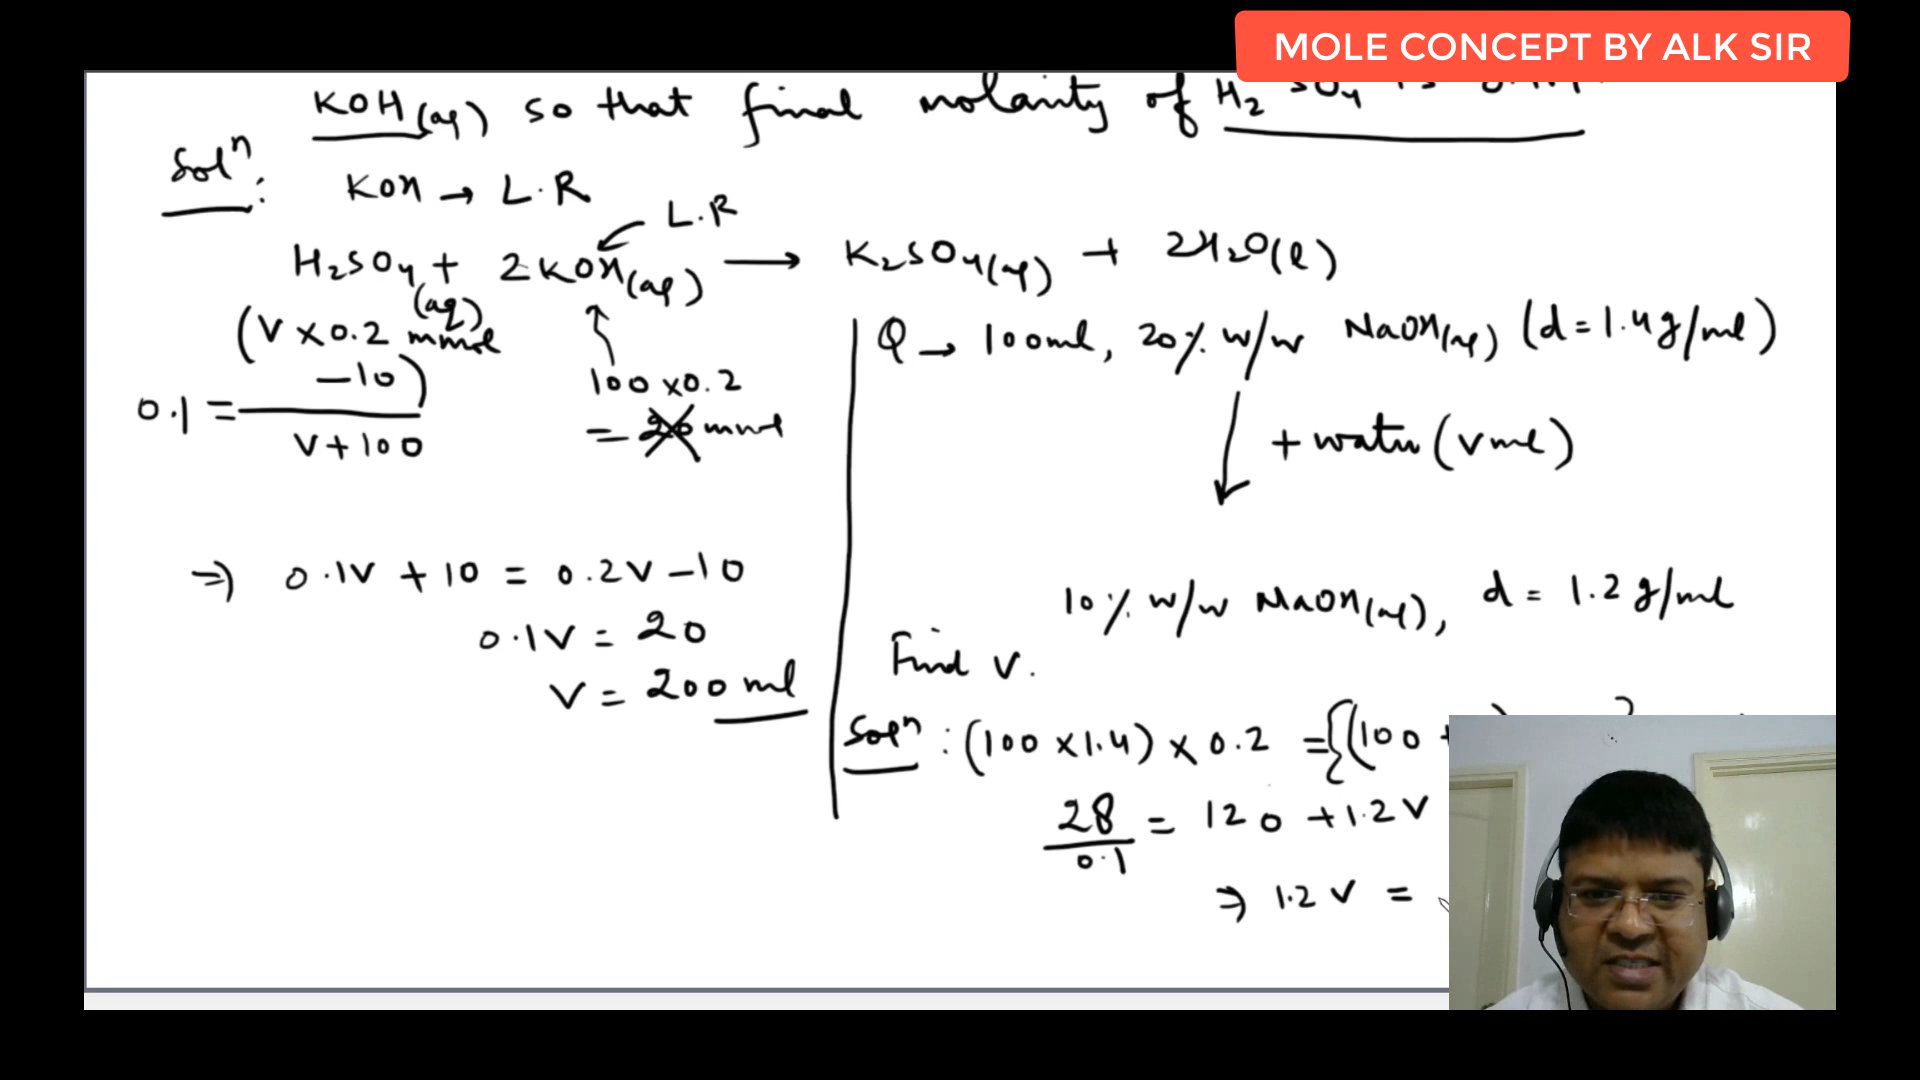 MOLE CONCEPT BY ALK SIR
KOH(aq) so that final molarity of H2SO4 is
Solⁿ:
KOH → L.R
L.R
H2SO4(aq) + 2KOH(aq) → K2SO4(aq) + 2H2O(l)
(V × 0.2 mmol
-10)
0.1 =
V + 100
100 × 0.2
= 20 mmol
⇒ 0.1V + 10 = 0.2V - 10
0.1V = 20
V = 200 ml
Q → 100ml, 20% w/w NaOH(aq) (d = 1.4g/ml)
+ water (Vml)
10% w/w NaOH(aq), d = 1.2 g/ml
Find V.
Solⁿ : (100 × 1.4) × 0.2 = {(100 +
28/0.1 = 120 + 1.2V
⇒ 1.2V =